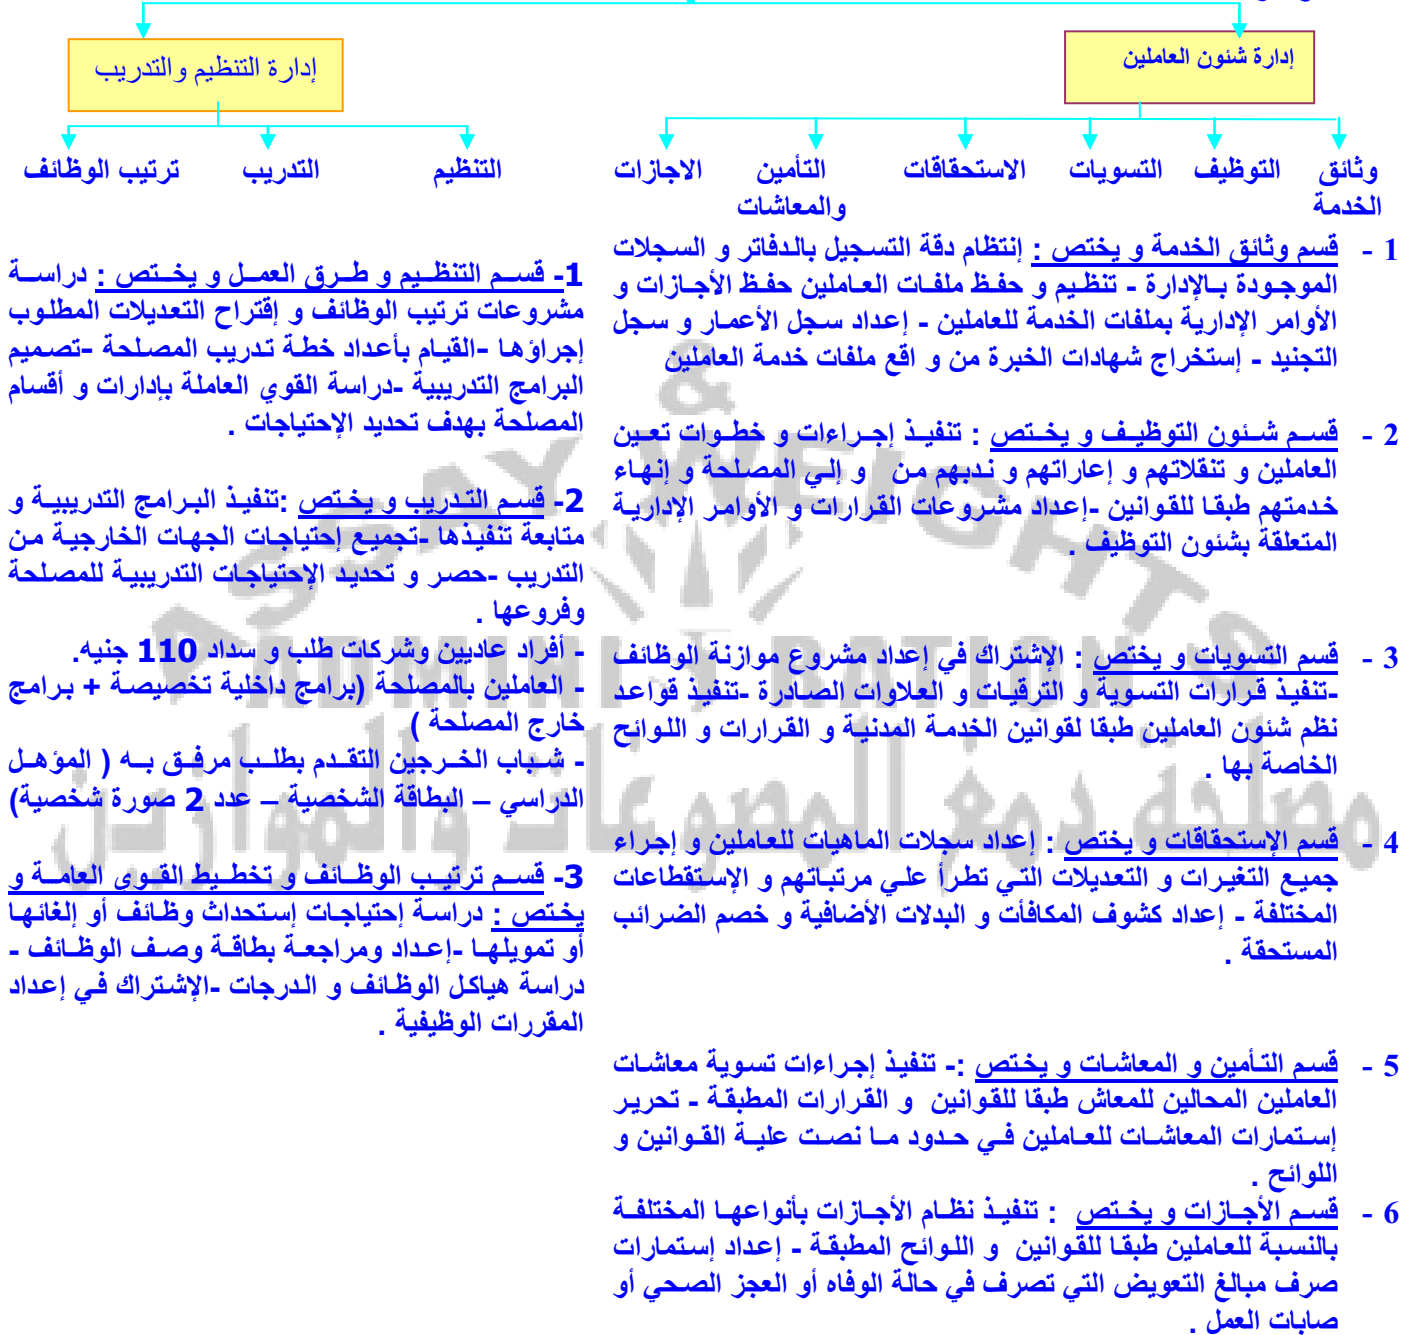 إدارة شئون العاملين
إدارة التنظيم والتدريب
وثائق الخدمة
التوظيف
التسويات
الاستحقاقات
التأمين والمعاشات
الاجازات
التنظيم
التدريب
ترتيب الوظائف
1 - قسم وثائق الخدمة و يختص : إنتظام دقة التسجيل بالدفاتر و السجلات
الموجودة بالإدارة - تنظيم و حفظ ملفات العاملين حفظ الأجازات و
الأوامر الإدارية بملفات الخدمة للعاملين - إعداد سجل الأعمار و سجل
التجنيد - إستخراج شهادات الخبرة من و اقع ملفات خدمة العاملين
2 - قسم شئون التوظيف و يختص : تنفيذ إجراءات و خطوات تعين
العاملين و تنقلاتهم و إعاراتهم و ندبهم من و إلي المصلحة و إنهاء
خدمتهم طبقا للقوانين -إعداد مشروعات القرارات و الأوامر الإدارية
المتعلقة بشئون التوظيف .
3 - قسم التسويات و يختص : الإشتراك في إعداد مشروع موازنة الوظائف
-تنفيذ قرارات التسوية و الترقيات و العلاوات الصادرة -تنفيذ قواعد
نظم شئون العاملين طبقا لقوانين الخدمة المدنية و القرارات و اللوائح
الخاصة بها .
4 - قسم الإستحقاقات و يختص : إعداد سجلات الماهيات للعاملين و إجراء
جميع التغيرات و التعديلات التي تطرأ علي مرتباتهم و الإستقطاعات
المختلفة - إعداد كشوف المكافأت و البدلات الأضافية و خصم الضرائب
المستحقة .
5 - قسم التأمين و المعاشات و يختص :- تنفيذ إجراءات تسوية معاشات
العاملين المحالين للمعاش طبقا للقوانين و القرارات المطبقة - تحرير
إستمارات المعاشات للعاملين في حدود ما نصت علية القوانين و
اللوائح .
6 - قسم الأجازات و يختص : تنفيذ نظام الأجازات بأنواعها المختلفة
بالنسبة للعاملين طبقا للقوانين و اللوائح المطبقة - إعداد إستمارات
صرف مبالغ التعويض التي تصرف في حالة الوفاه أو العجز الصحي أو
صابات العمل .
1- قسم التنظيم و طرق العمل و يختص : دراسة
مشروعات ترتيب الوظائف و إقتراح التعديلات المطلوب
إجراؤها -القيام بأعداد خطة تدريب المصلحة -تصميم
البرامج التدريبية -دراسة القوي العاملة بإدارات و أقسام
المصلحة بهدف تحديد الإحتياجات .
2- قسم التدريب و يختص :تنفيذ البرامج التدريبية و
متابعة تنفيذها -تجميع إحتياجات الجهات الخارجية من
التدريب -حصر و تحديد الإحتياجات التدريبية للمصلحة
وفروعها .
- أفراد عاديين وشركات طلب و سداد 110 جنيه.
- العاملين بالمصلحة (برامج داخلية تخصيصة + برامج
خارج المصلحة )
- شباب الخرجين التقدم بطلب مرفق به ( المؤهل
الدراسي – البطاقة الشخصية – عدد 2 صورة شخصية)
3- قسم ترتيب الوظائف و تخطيط القوي العامة و
يختص : دراسة إحتياجات إستحداث وظائف أو إلغائها
أو تمويلها -إعداد ومراجعة بطاقة وصف الوظائف -
دراسة هياكل الوظائف و الدرجات -الإشتراك في إعداد
المقررات الوظيفية .
ASSAY & WEIGHTS
ADMINISTRATION
مصلحة دمغ المصوغات والموازين